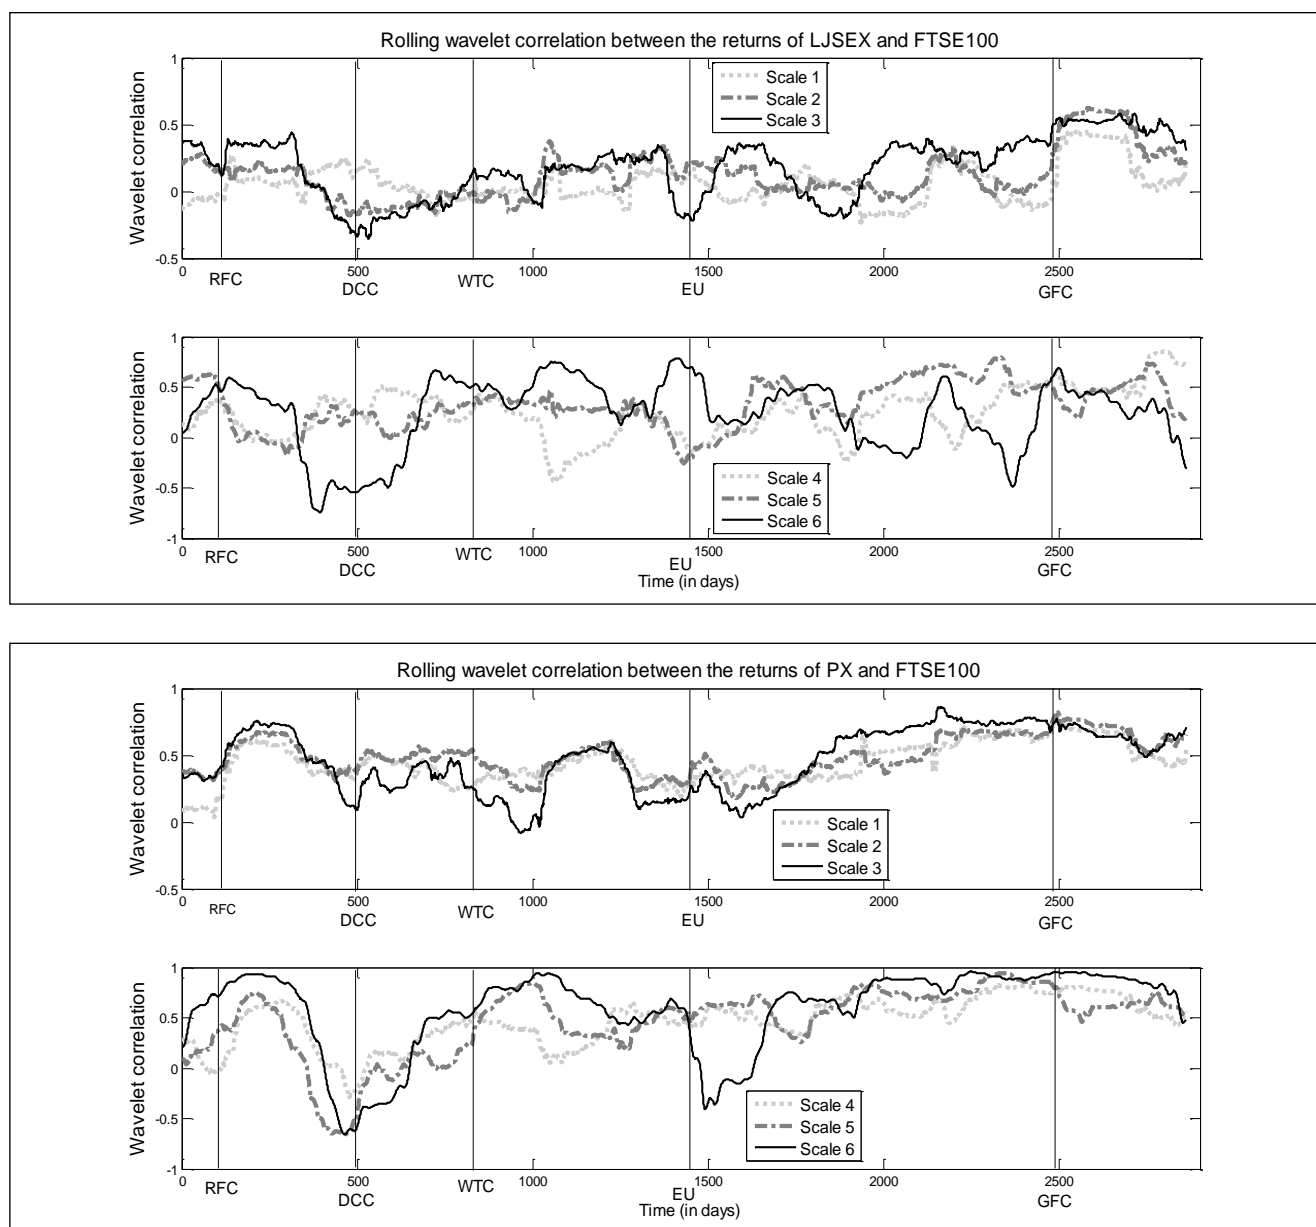 Rolling wavelet correlation between the returns of LJSEX and FTSE100
Wavelet correlation
1
0.5
0
-0.5
Scale 1
Scale 2
Scale 3
0 500 1000 1500 2000 2500
RFC DCC WTC EU GFC
Wavelet correlation
1
0.5
0
0.5
-1
Scale 4
Scale 5
Scale 6
0 500 1000 1500 2000 2500
RFC DCC WTC EU GFC
Time (in days)
Rolling wavelet correlation between the returns of PX and FTSE100
Wavelet correlation
1
0.5
0
-0.5
Scale 1
Scale 2
Scale 3
0 500 1000 1500 2000 2500
RFC DCC WTC EU GFC
Wavelet correlation
1
0.5
0
-0.5
-1
Scale 4
Scale 5
Scale 6
0 500 1000 1500 2000 2500
RFC DCC WTC EU GFC
Time (in days)